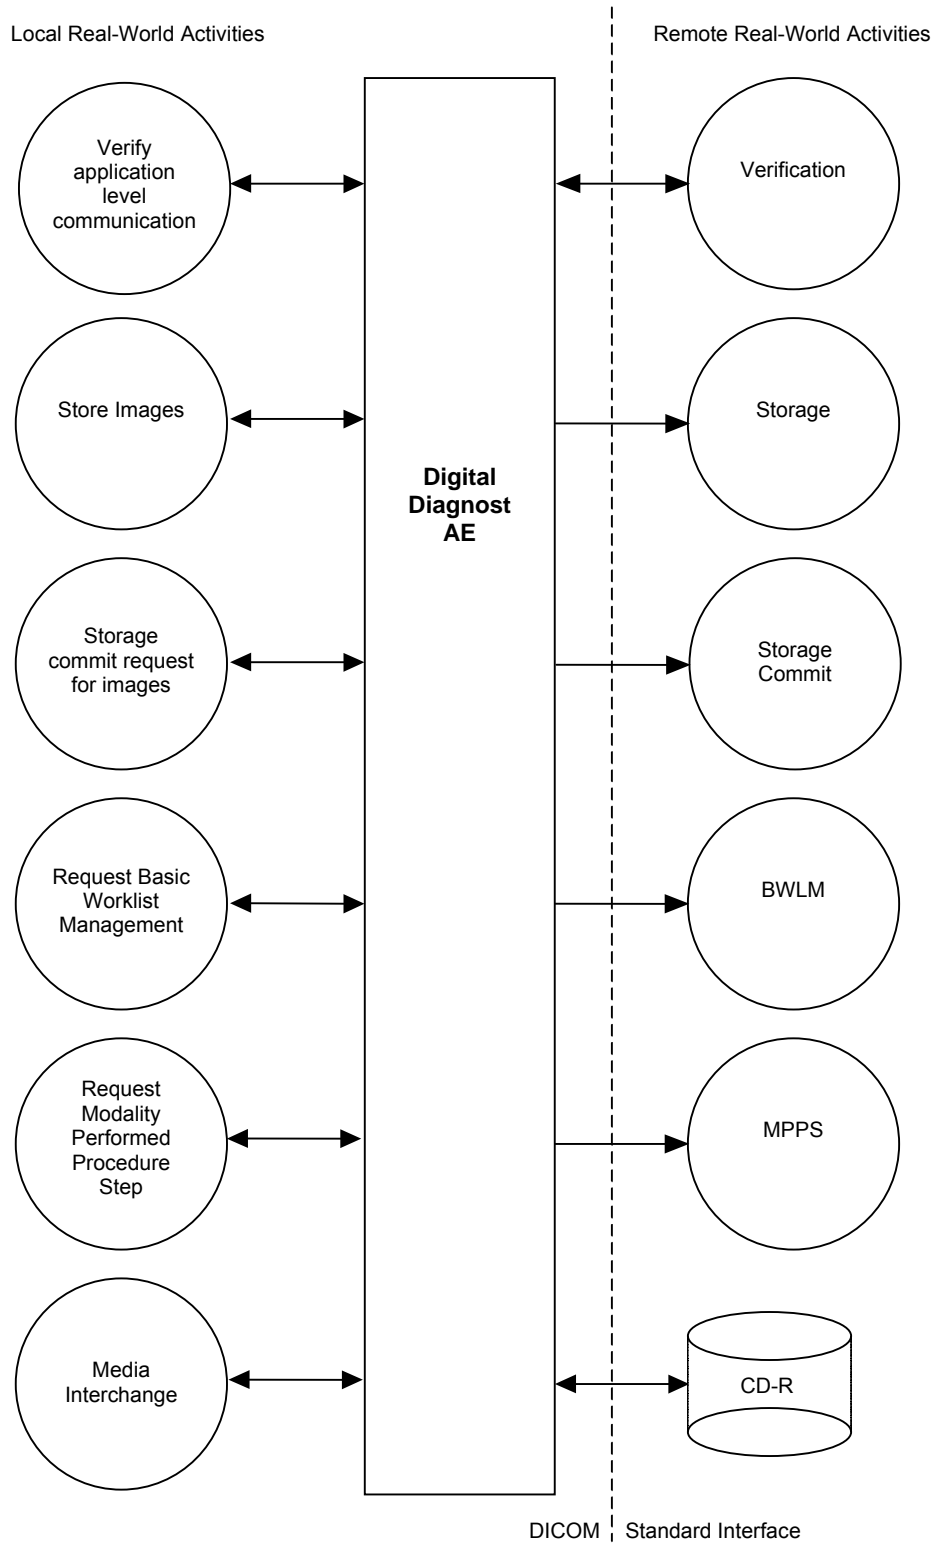 Local Real-World Activities
Remote Real-World Activities
Verify
application
level
communication
Verification
Store Images
Storage
Digital
Diagnost
AE
Storage
commit request
for images
Storage
Commit
Request Basic
Worklist
Management
BWLM
Request
Modality
Performed
Procedure
Step
MPPS
Media
Interchange
CD-R
DICOM
Standard Interface